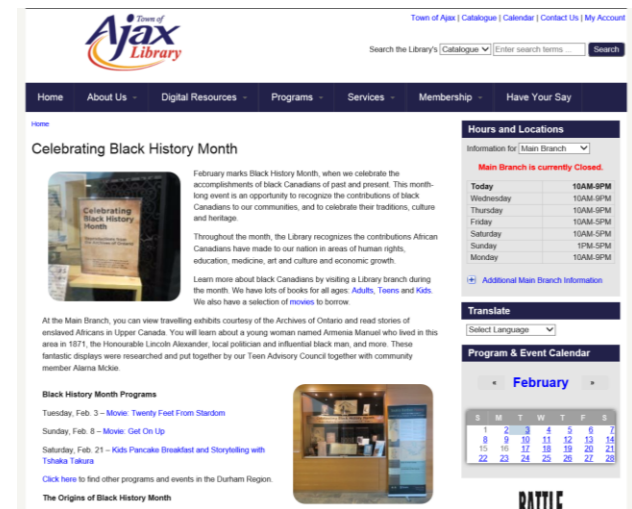 Town of
Ajax
Library
Town of Ajax | Catalogue | Calendar | Contact Us | My Account
Search the Library's Catalogue Enter search terms ... Search
Home About Us Digital Resources Programs Services Membership Have Your Say
Home
Celebrating Black History Month
Celebrating
Black History
Month
February marks Black History Month, when we celebrate the
accomplishments of black Canadians of past and present. This month-
long event is an opportunity to recognize the contributions of black
Canadians to our communities, and to celebrate their traditions, culture
and heritage.
Throughout the month, the Library recognizes the contributions African
Canadians have made to our nation in areas of human rights,
education, medicine, art and culture and economic growth.
Learn more about black Canadians by visiting a Library branch during
the month. We have lots of books for all ages: Adults, Teens and Kids.
We also have a selection of movies to borrow.
At the Main Branch, you can view travelling exhibits courtesy of the Archives of Ontario and read stories of
enslaved Africans in Upper Canada. You will learn about a young woman named Armenia Manuel who lived in this
area in 1871, the Honourable Lincoln Alexander, local politician and influential black man, and more. These
fantastic displays were researched and put together by our Teen Advisory Council together with community
member Alarna Mckie.
Black History Month Programs
Tuesday, Feb. 3 – Movie: Twenty Feet From Stardom
Sunday, Feb. 8 – Movie: Get On Up
Saturday, Feb. 21 – Kids Pancake Breakfast and Storytelling with
Tshaka Takura
Click here to find other programs and events in the Durham Region.
The Origins of Black History Month
Hours and Locations
Information for Main Branch
Main Branch is currently Closed.
Today 10AM-9PM
Wednesday 10AM-9PM
Thursday 10AM-9PM
Friday 10AM-5PM
Saturday 10AM-5PM
Sunday 1PM-5PM
Monday 10AM-9PM
Additional Main Branch Information
Translate
Select Language
Program & Event Calendar
« February »
S M T W T F S
1 2 3 4 5 6 7
8 9 10 11 12 13 14
15 16 17 18 19 20 21
22 23 24 25 26 27 28
BATTLE